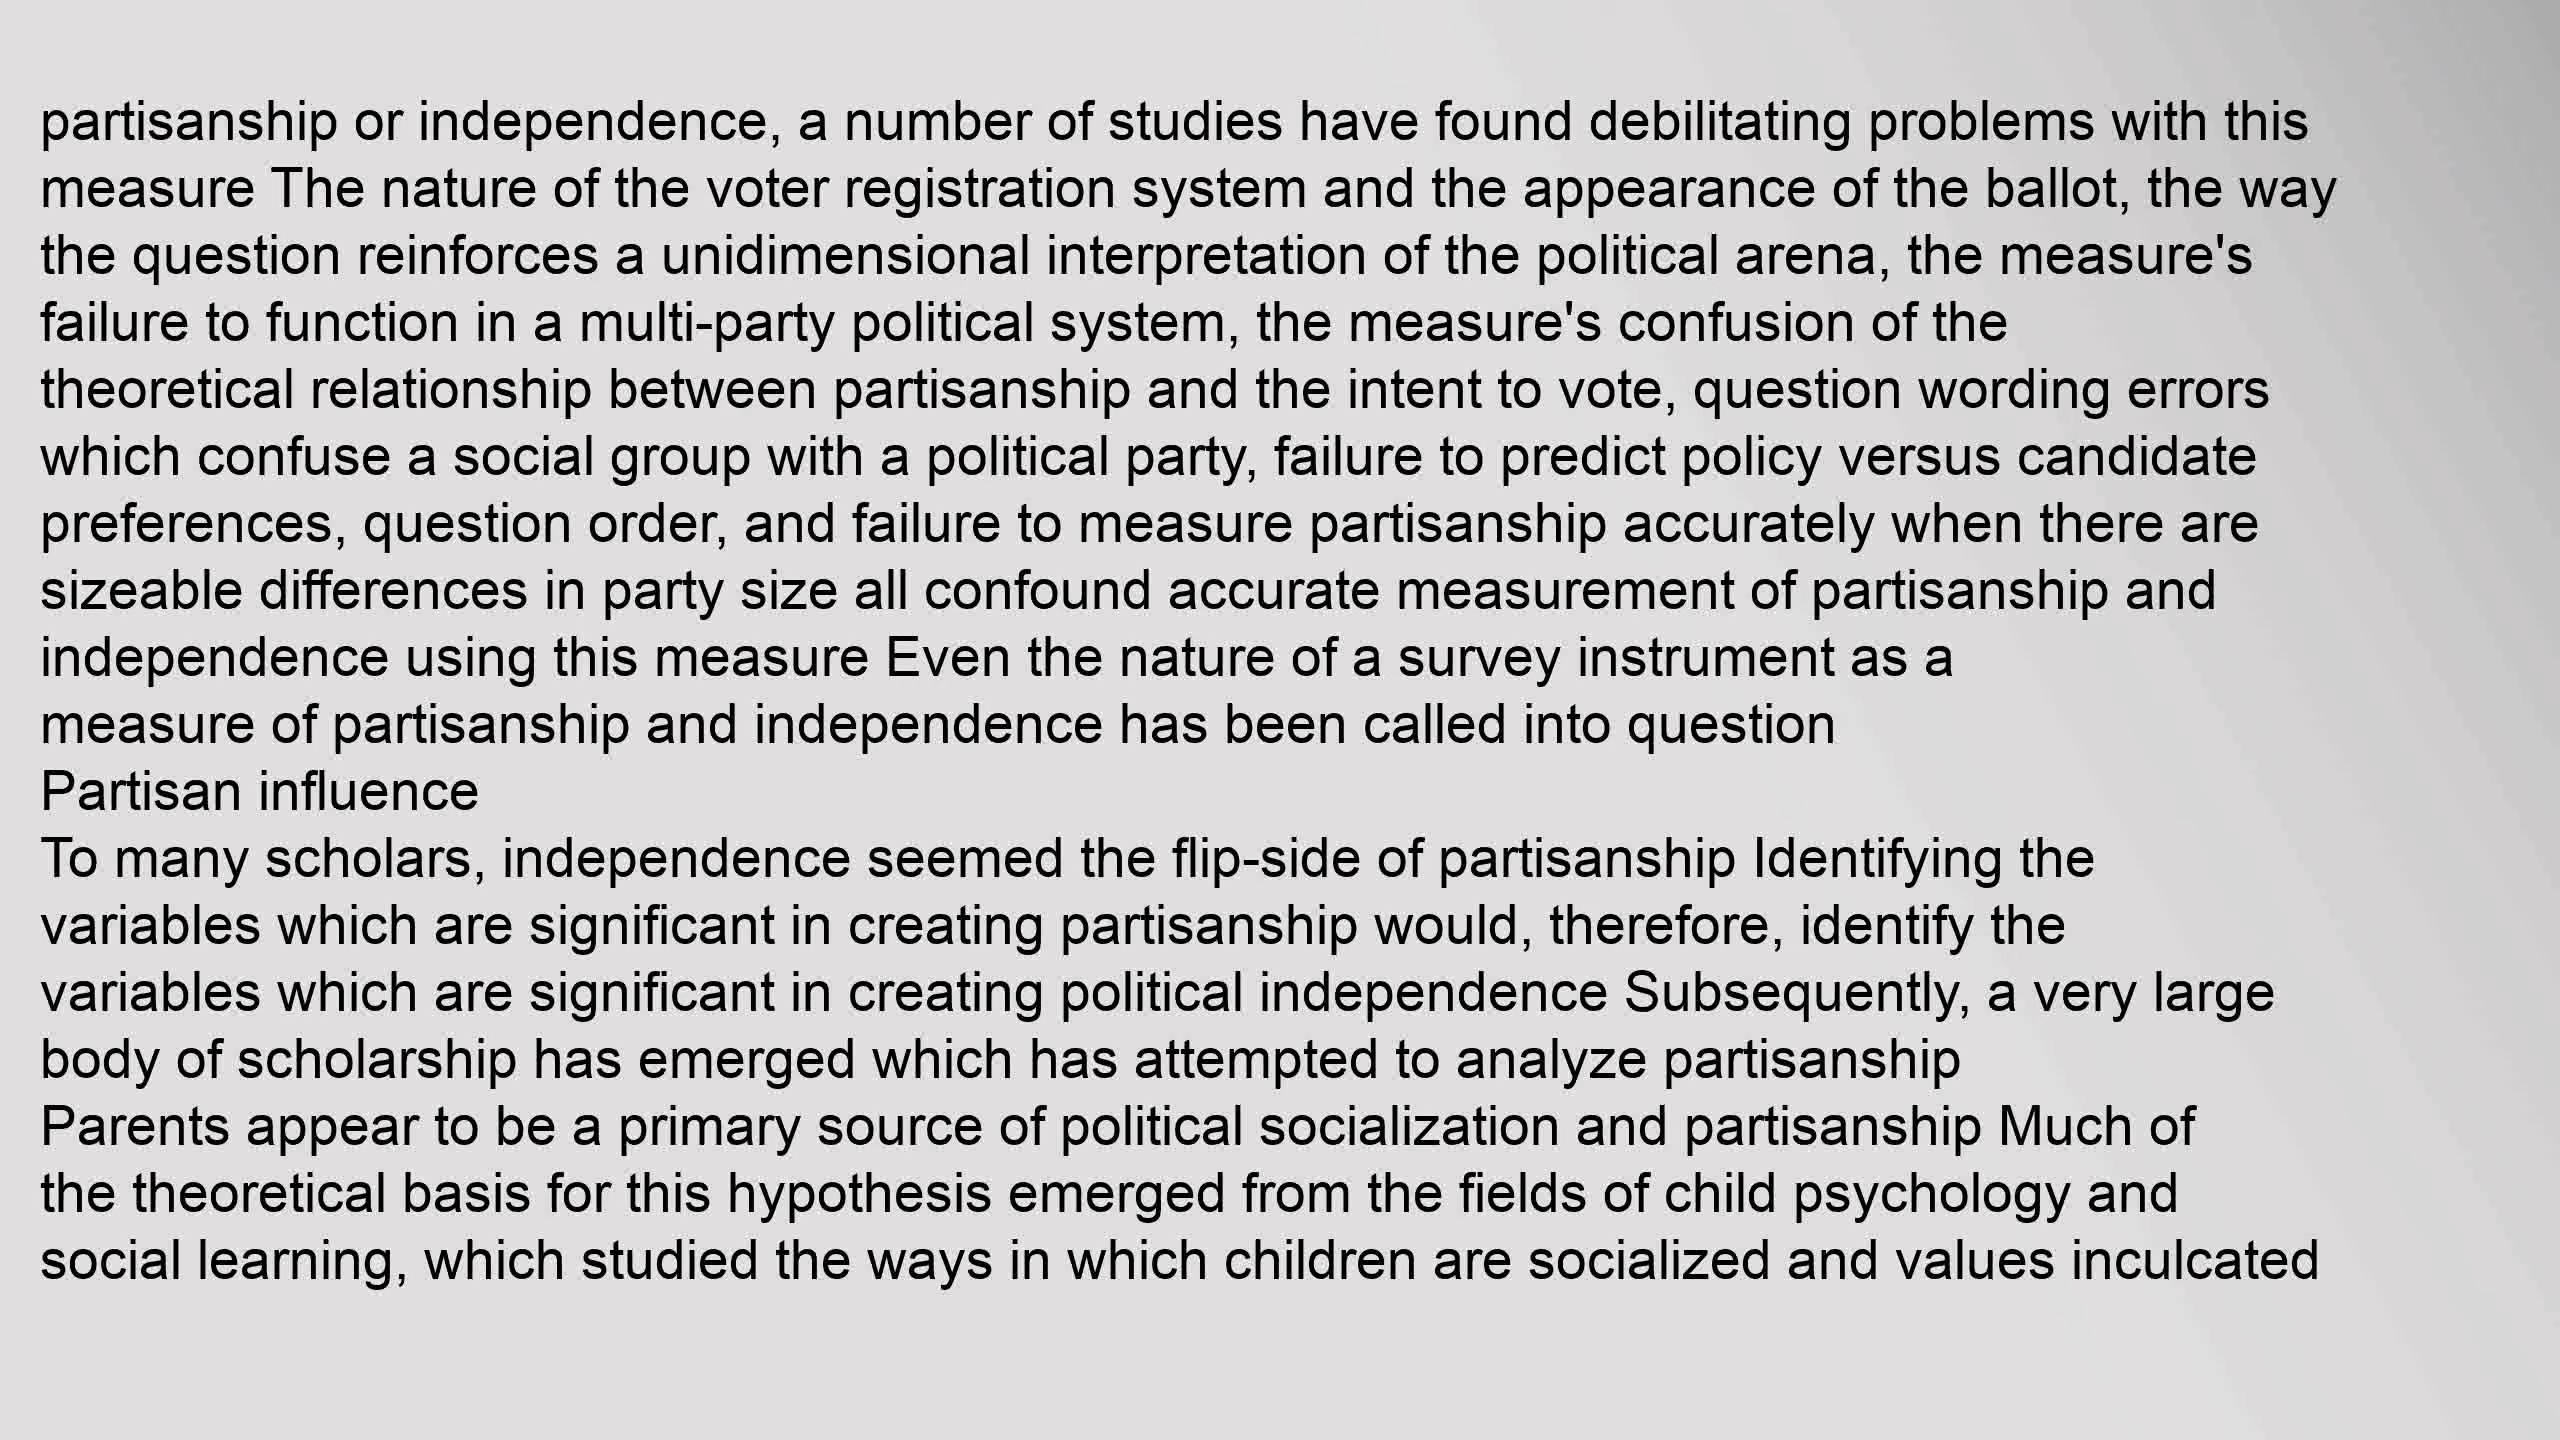 partisanship or independence, a number of studies have found debilitating problems with this
measure The nature of the voter registration system and the appearance of the ballot, the way
the question reinforces a unidimensional interpretation of the political arena, the measure's
failure to function in a multi-party political system, the measure's confusion of the
theoretical relationship between partisanship and the intent to vote, question wording errors
which confuse a social group with a political party, failure to predict policy versus candidate
preferences, question order, and failure to measure partisanship accurately when there are
sizeable differences in party size all confound accurate measurement of partisanship and
independence using this measure Even the nature of a survey instrument as a
measure of partisanship and independence has been called into question
Partisan influence
To many scholars, independence seemed the flip-side of partisanship Identifying the
variables which are significant in creating partisanship would, therefore, identify the
variables which are significant in creating political independence Subsequently, a very large
body of scholarship has emerged which has attempted to analyze partisanship
Parents appear to be a primary source of political socialization and partisanship Much of
the theoretical basis for this hypothesis emerged from the fields of child psychology and
social learning, which studied the ways in which children are socialized and values inculcated